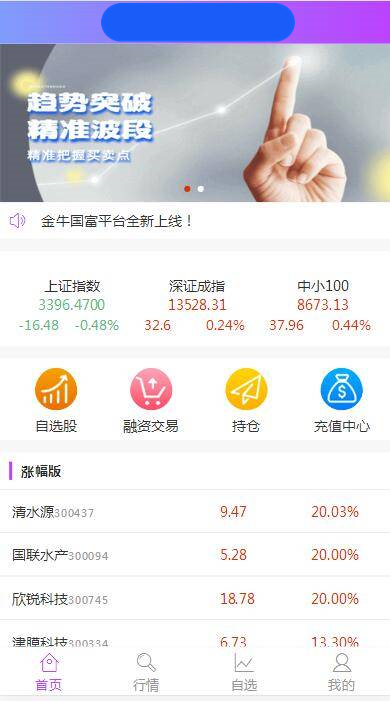 趋势突破
精准波段
精准把握买卖点
金牛国富平台全新上线！
上证指数 深证成指 中小100
3396.4700 13528.31 8673.13
-16.48 -0.48% 32.6 0.24% 37.96 0.44%
自选股 融资交易 持仓 充值中心
涨幅版
清水源300437 9.47 20.03%
国联水产300094 5.28 20.00%
欣锐科技300745 18.78 20.00%
津膜科技300334 6.73 13.30%
首页 行情 自选 我的